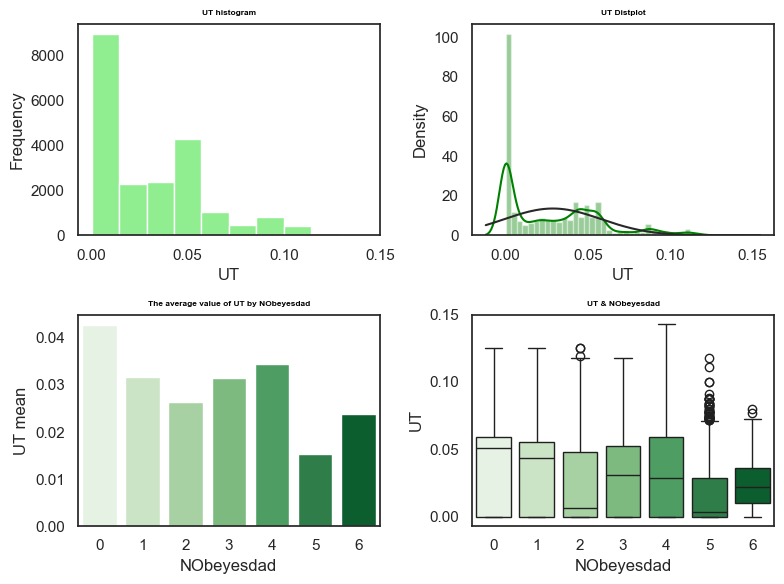 UT histogram
Frequency
8000
6000
4000
2000
0
0.00 0.05 0.10 0.15
UT
UT Distplot
Density
100
80
60
40
20
0
0.00 0.05 0.10 0.15
UT
The average value of UT by NObeyesdad
UT mean
0.04
0.03
0.02
0.01
0.00
0 1 2 3 4 5 6
NObeyesdad
UT & NObeyesdad
UT
0.15
0.10
0.05
0.00
0 1 2 3 4 5 6
NObeyesdad